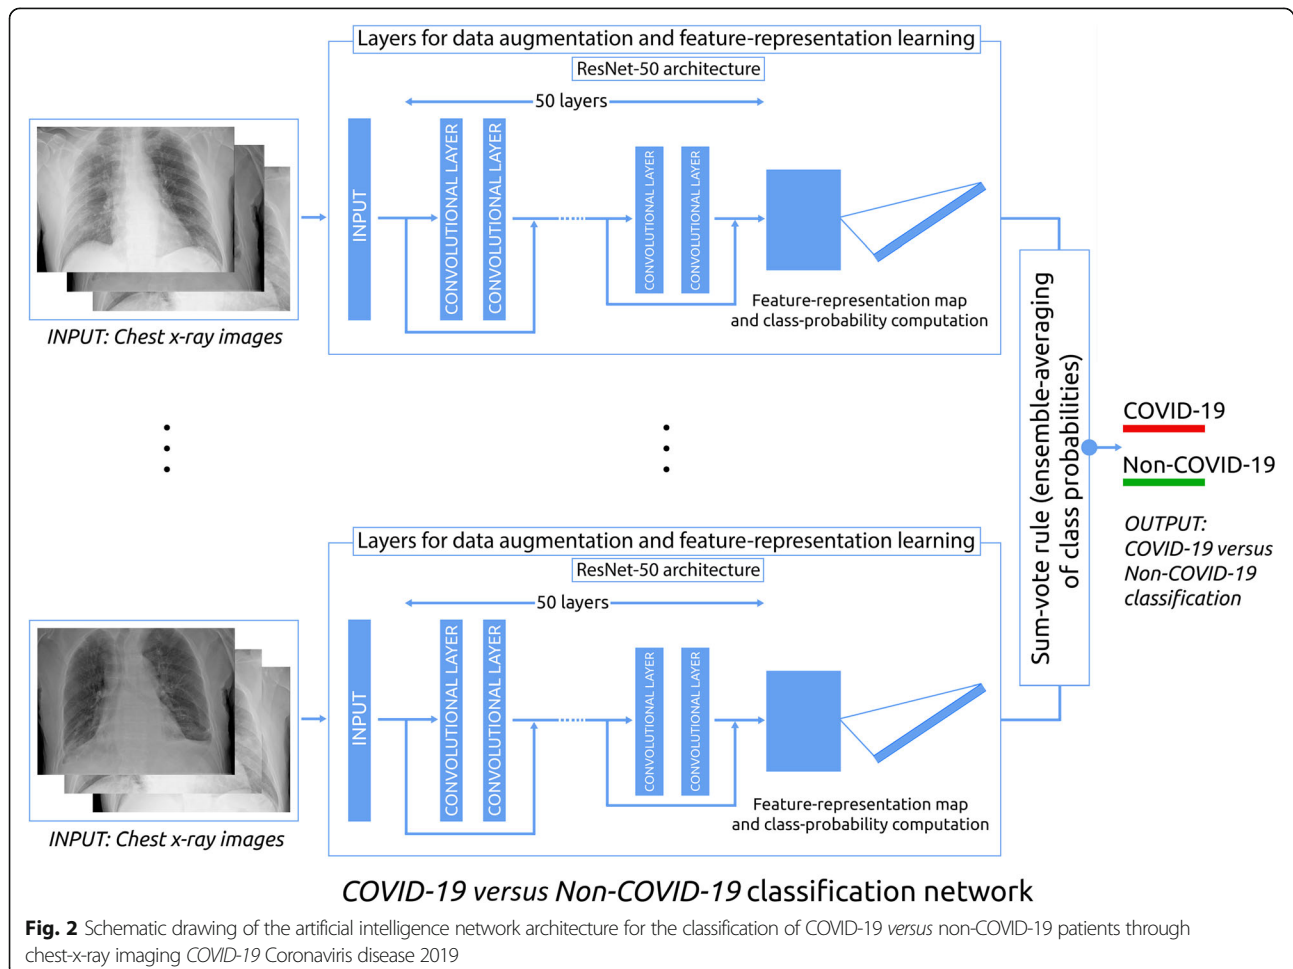 Layers for data augmentation and feature-representation learning
ResNet-50 architecture
50 layers
INPUT
CONVOLUTIONAL LAYER
CONVOLUTIONAL LAYER
CONVOLUTIONAL LAYER
CONVOLUTIONAL LAYER
Feature-representation map
and class-probability computation
INPUT: Chest x-ray images
Layers for data augmentation and feature-representation learning
ResNet-50 architecture
50 layers
INPUT
CONVOLUTIONAL LAYER
CONVOLUTIONAL LAYER
CONVOLUTIONAL LAYER
CONVOLUTIONAL LAYER
Feature-representation map
and class-probability computation
INPUT: Chest x-ray images
Sum-vote rule (ensemble-averaging
of class probabilities)
COVID-19
Non-COVID-19
OUTPUT:
COVID-19 versus
Non-COVID-19
classification
COVID-19 versus Non-COVID-19 classification network
Fig. 2 Schematic drawing of the artificial intelligence network architecture for the classification of COVID-19 versus non-COVID-19 patients through
chest-x-ray imaging COVID-19 Coronaviris disease 2019